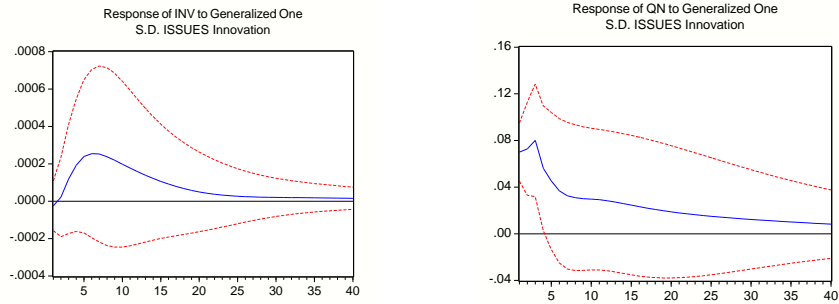 Response of INV to Generalized One
S.D. ISSUES Innovation
.0008
.0006
.0004
.0002
.0000
-.0002
-.0004
5 10 15 20 25 30 35 40
Response of QN to Generalized One
S.D. ISSUES Innovation
.16
.12
.08
.04
.00
-.04
5 10 15 20 25 30 35 40